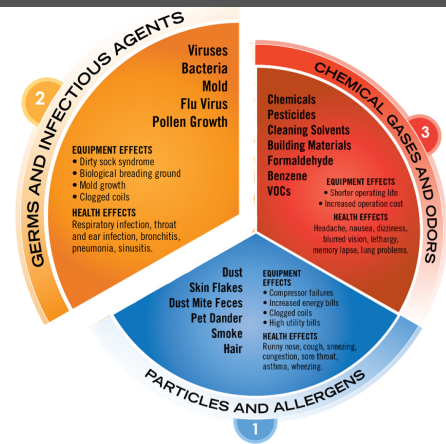 2
GERMS AND INFECTIOUS AGENTS
Viruses
Bacteria
Mold
Flu Virus
Pollen Growth
EQUIPMENT EFFECTS
• Dirty sock syndrome
• Biological breading ground
• Mold growth
• Clogged coils
HEALTH EFFECTS
Respiratory infection, throat
and ear infection, bronchitis,
pneumonia, sinusitis.
3
CHEMICAL GASES AND ODORS
Chemicals
Pesticides
Cleaning Solvents
Building Materials
Formaldehyde
Benzene
VOCs
EQUIPMENT EFFECTS
• Shorter operating life
• Increased operation cost
HEALTH EFFECTS
Headache, nausea, dizziness,
blurred vision, lethargy,
memory lapse, lung problems.
Dust
Skin Flakes
Dust Mite Feces
Pet Dander
Smoke
Hair
EQUIPMENT
EFFECTS
• Compressor failures
• Increased energy bills
• Clogged coils
• High utility bills
HEALTH EFFECTS
Runny nose, cough, sneezing,
congestion, sore throat,
asthma, wheezing.
PARTICLES AND ALLERGENS
1